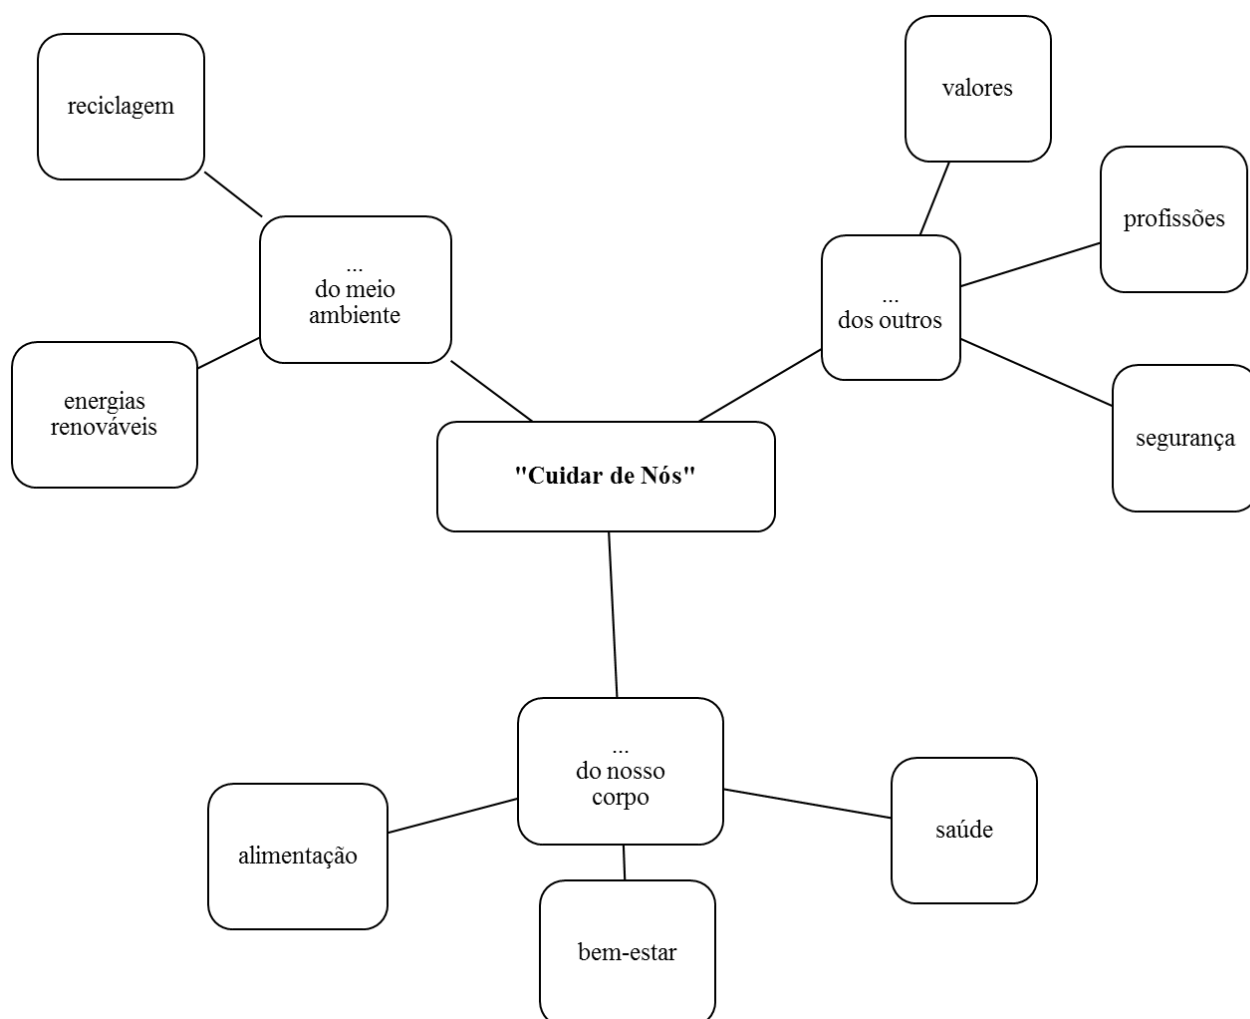 valores
reciclagem
profissões
...
do meio
ambiente
...
dos outros
energias
renováveis
segurança
"Cuidar de Nós"
...
do nosso
corpo
saúde
alimentação
bem-estar